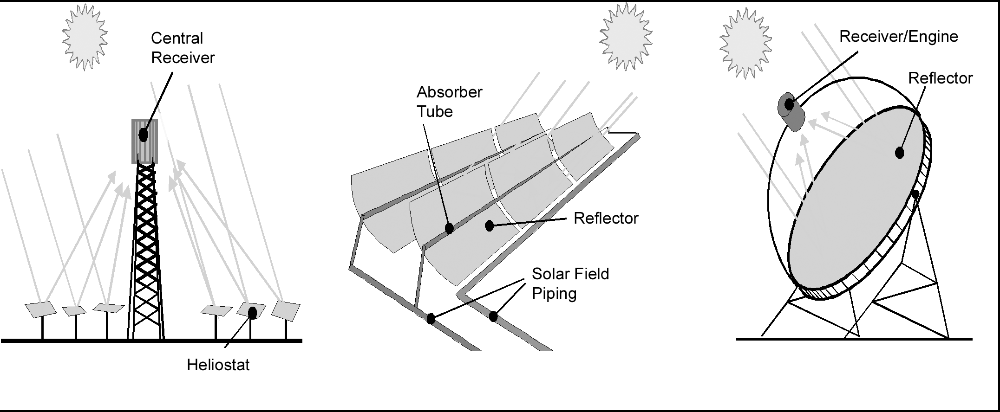 Central
Receiver
Heliostat
Absorber
Tube
Reflector
Solar Field
Piping
Receiver/Engine
Reflector